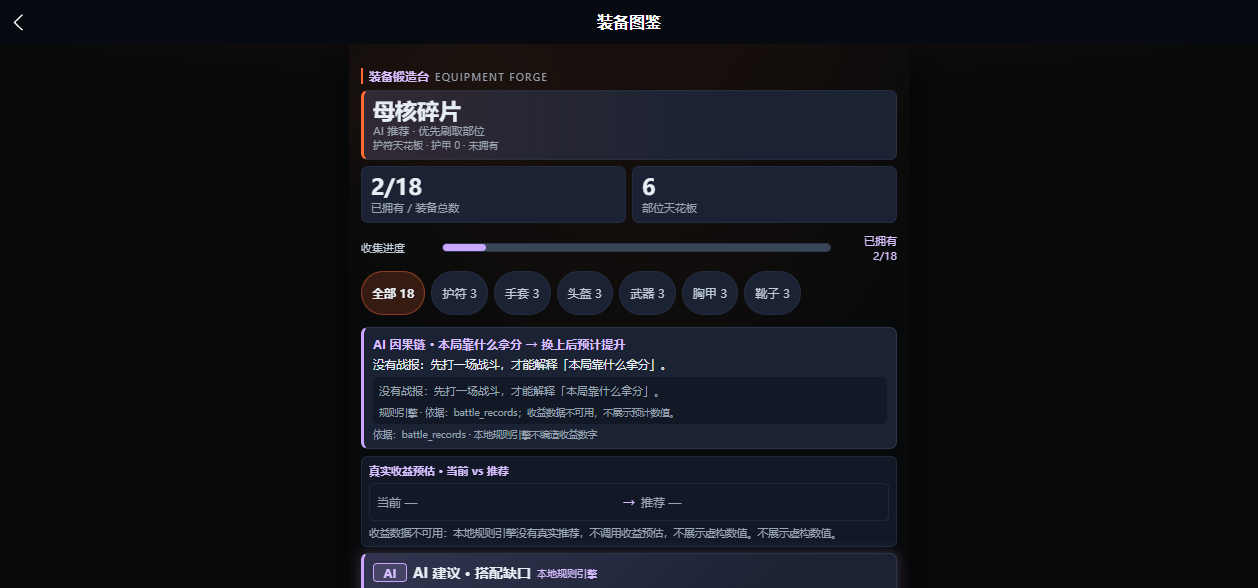 装备图鉴
装备锻造台 EQUIPMENT FORGE
母核碎片
AI 推荐 · 优先刷取部位
护符天花板 · 护甲 0 · 未拥有
2/18
已拥有 / 装备总数
6
部位天花板
收集进度
已拥有
2/18
全部 18
护符 3
手套 3
头盔 3
武器 3
胸甲 3
靴子 3
AI 因果链 • 本局靠什么拿分 → 换上后预计提升
没有战报：先打一场战斗，才能解释「本局靠什么拿分」。
没有战报：先打一场战斗，才能解释「本局靠什么拿分」。
规则引擎 · 依据：battle_records；收益数据不可用，不展示预计数值。
依据：battle_records · 本地规则引擎不编造收益数字
真实收益预估 • 当前 vs 推荐
当前 — → 推荐 —
收益数据不可用：本地规则引擎没有真实推荐，不调用收益预估，不展示虚构数值。不展示虚构数值。
AI AI 建议 • 搭配缺口 本地规则引擎